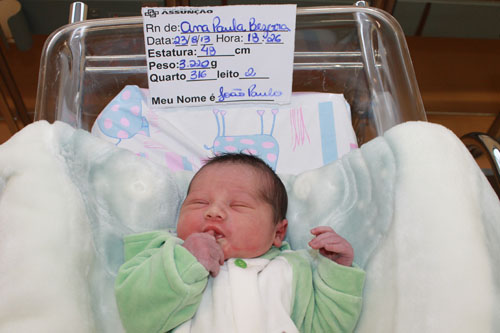 ASSUNÇÃO
Rn de: Ana Paula Bezerra
Data: 23/8/13 Hora: 13:26
Estatura: 49 cm
Peso: 3.220 g
Quarto 316 leito 2
Meu Nome é João Paulo